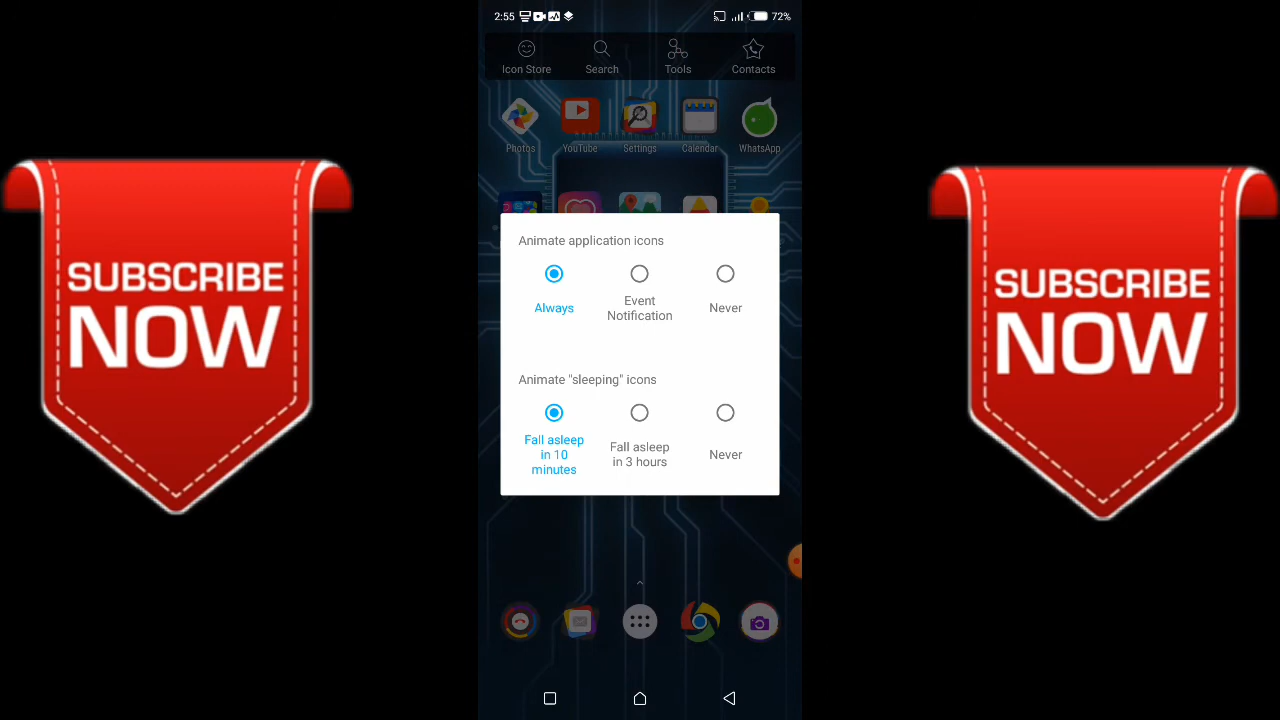 2:55
72%
Icon Store
Search
Tools
Contacts
Photos
YouTube
Settings
Calendar
WhatsApp
Animate application icons
Always
Event
Notification
Never
Animate "sleeping" icons
Fall asleep
in 10
minutes
Fall asleep
in 3 hours
Never
SUBSCRIBE
NOW
SUBSCRIBE
NOW